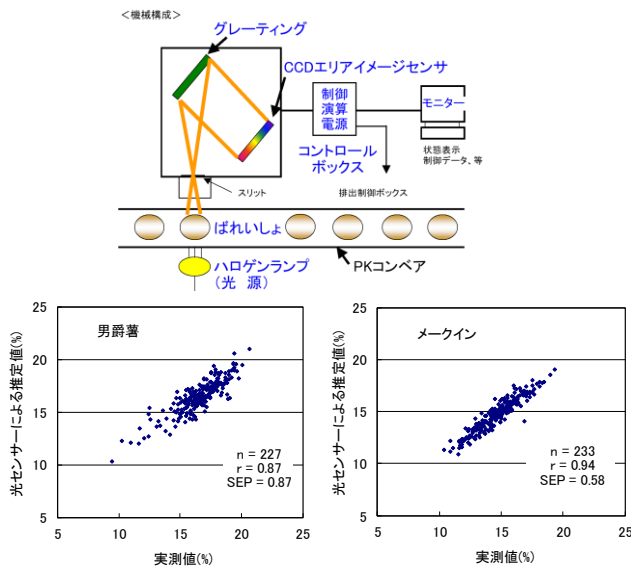 ＜機械構成＞
グレーティング
CCDエリアイメージセンサ
制御
演算
電源
モニター
状態表示
制御データ、等
コントロール
ボックス
スリット
排出制御ボックス
ばれいしょ
ハロゲンランプ
（光　源）
PKコンベア
光センサーによる推定値(%)
25
20
15
10
5
男爵薯
n = 227
r = 0.87
SEP = 0.87
5
10
15
20
25
実測値(%)
光センサーによる推定値(%)
25
20
15
10
5
メークイン
n = 233
r = 0.94
SEP = 0.58
5
10
15
20
25
実測値(%)